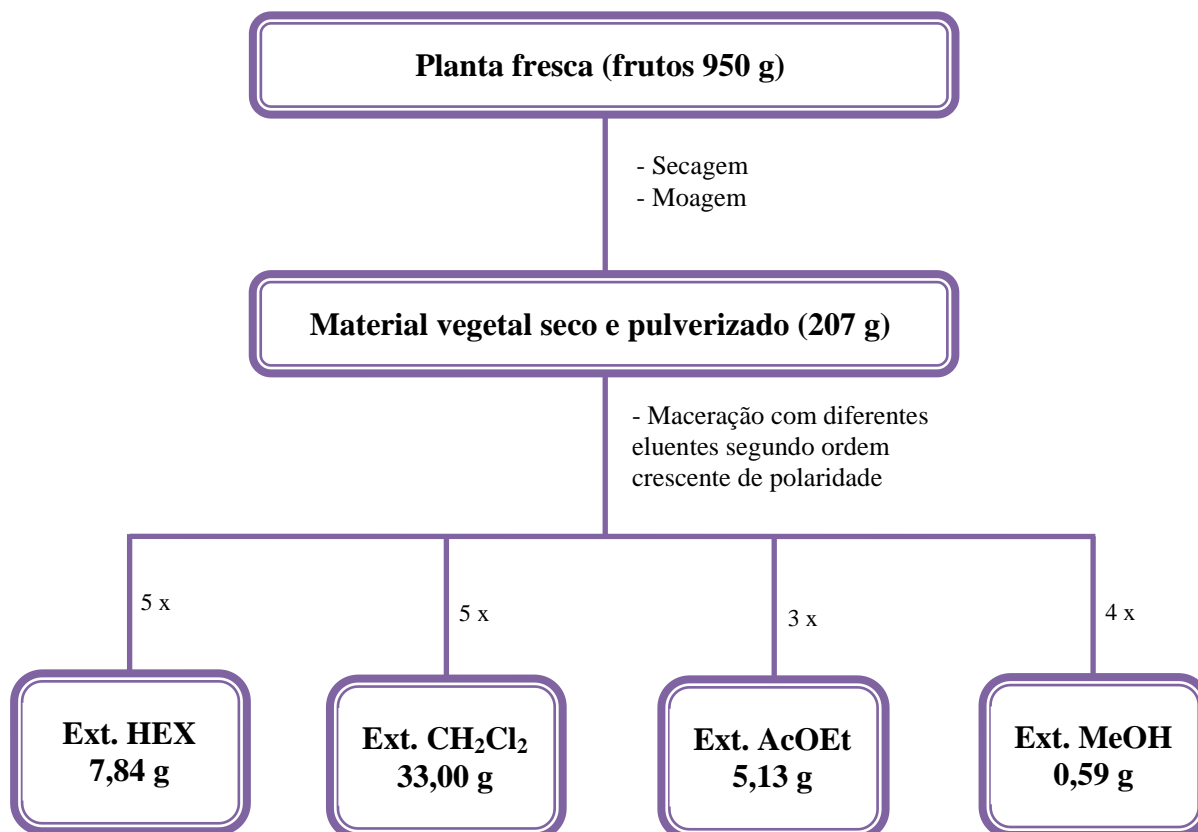 Planta fresca (frutos 950 g)
- Secagem
- Moagem
Material vegetal seco e pulverizado (207 g)
- Maceração com diferentes
eluentes segundo ordem
crescente de polaridade
5 x
5 x
3 x
4 x
Ext. HEX
7,84 g
Ext. CH₂Cl₂
33,00 g
Ext. AcOEt
5,13 g
Ext. MeOH
0,59 g